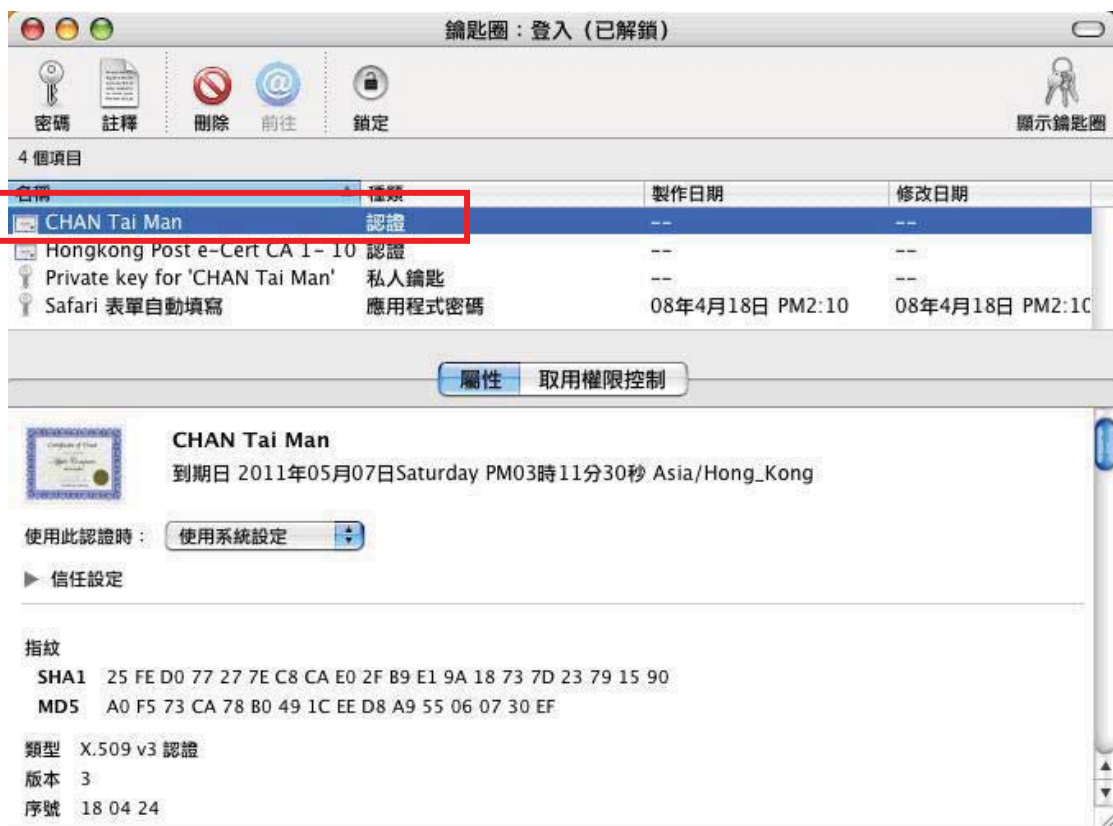 鑰匙圈：登入（已解鎖）
密碼 註釋 刪除 前往 鎖定 顯示鑰匙圈
4 個項目
名稱 種類 製作日期 修改日期
CHAN Tai Man 認證 -- --
Hongkong Post e-Cert CA 1- 10 認證 -- --
Private key for 'CHAN Tai Man' 私人鑰匙 -- --
Safari 表單自動填寫 應用程式密碼 08年4月18日 PM2:10 08年4月18日 PM2:10
屬性 取用權限控制
CHAN Tai Man
到期日 2011年05月07日Saturday PM03時11分30秒 Asia/Hong_Kong
使用此認證時： 使用系統設定
信任設定
指紋
SHA1 25 FE D0 77 27 7E C8 CA E0 2F B9 E1 9A 18 73 7D 23 79 15 90
MD5 A0 F5 73 CA 78 B0 49 1C EE D8 A9 55 06 07 30 EF
類型 X.509 v3 認證
版本 3
序號 18 04 24